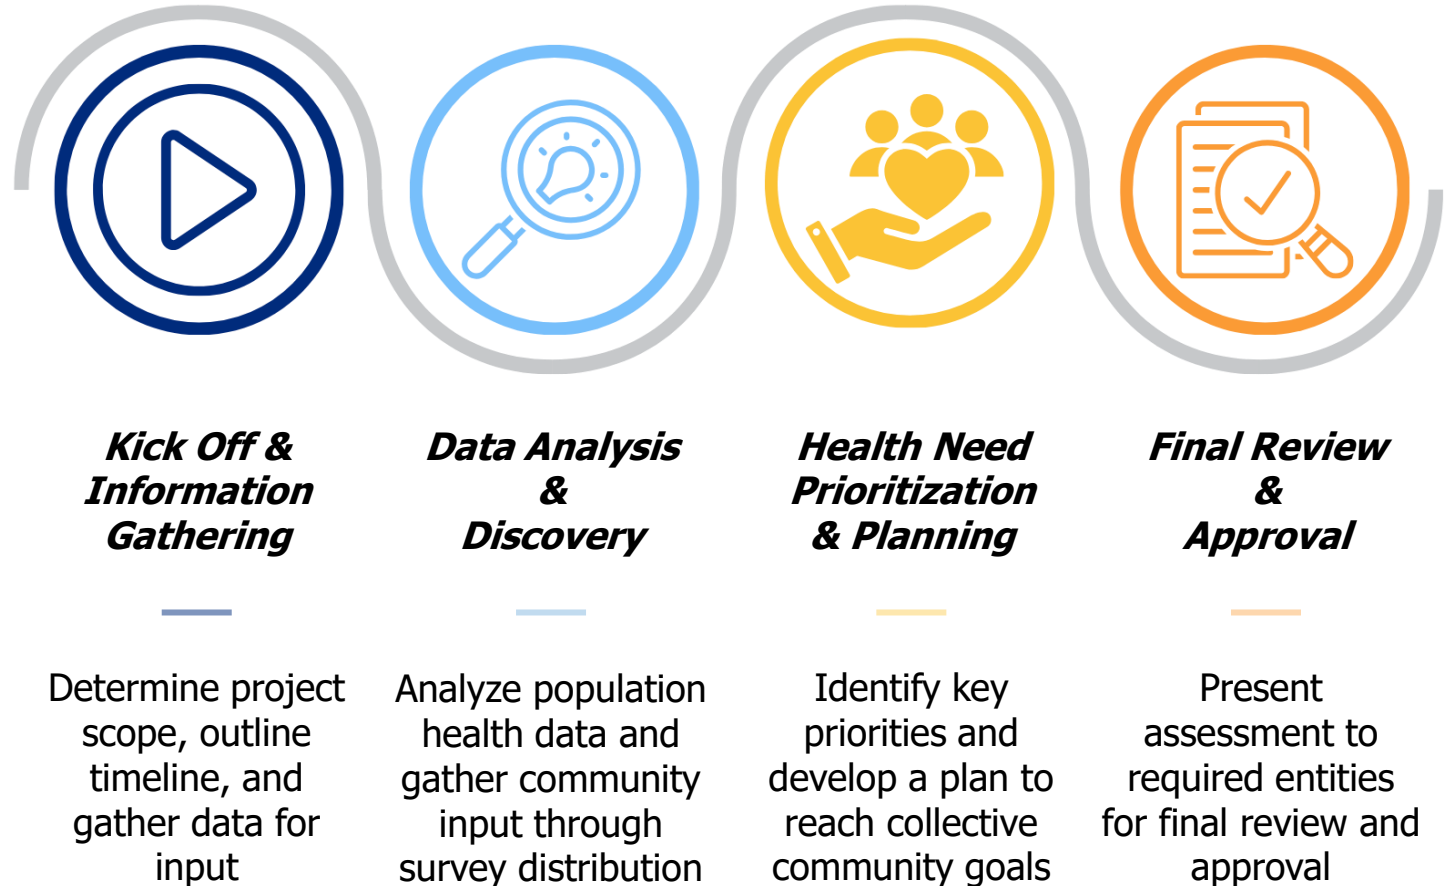 Kick Off &
Information
Gathering
Determine project
scope, outline
timeline, and
gather data for
input
Data Analysis
&
Discovery
Analyze population
health data and
gather community
input through
survey distribution
Health Need
Prioritization
& Planning
Identify key
priorities and
develop a plan to
reach collective
community goals
Final Review
&
Approval
Present
assessment to
required entities
for final review and
approval